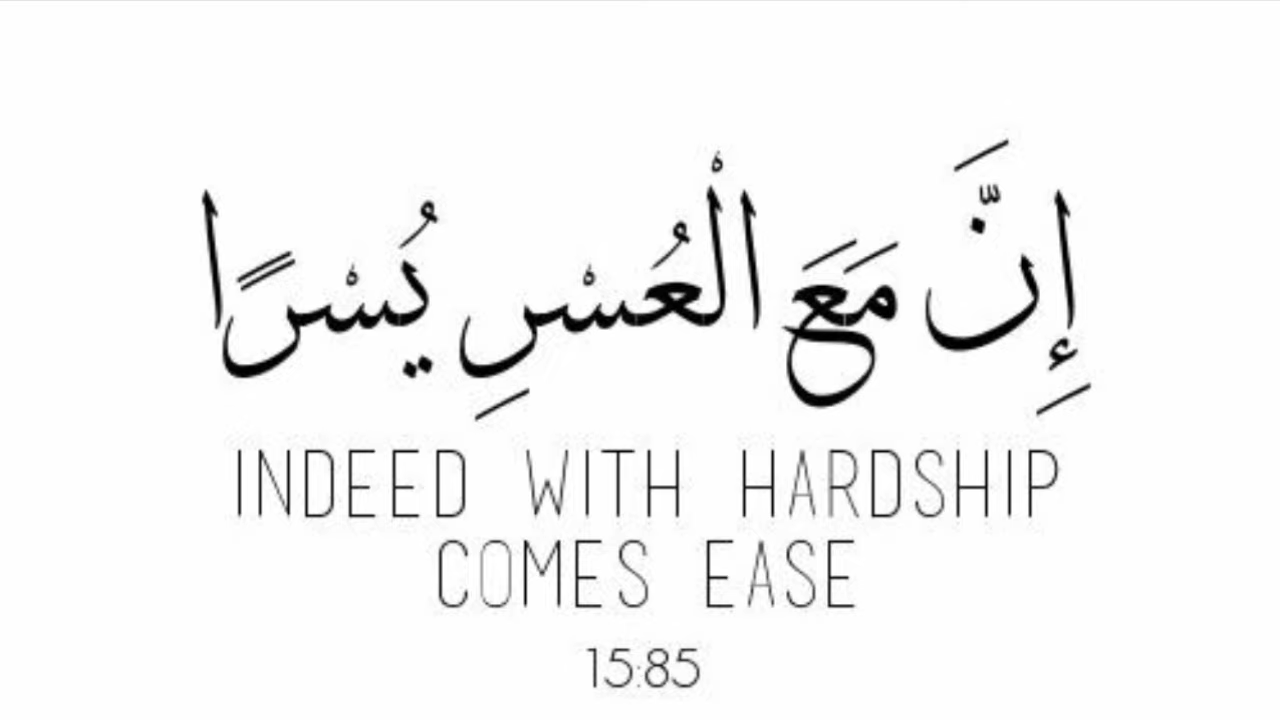 إِنَّ مَعَ الْعُسْرِ يُسْرًا
INDEED WITH HARDSHIP
COMES EASE
15:85